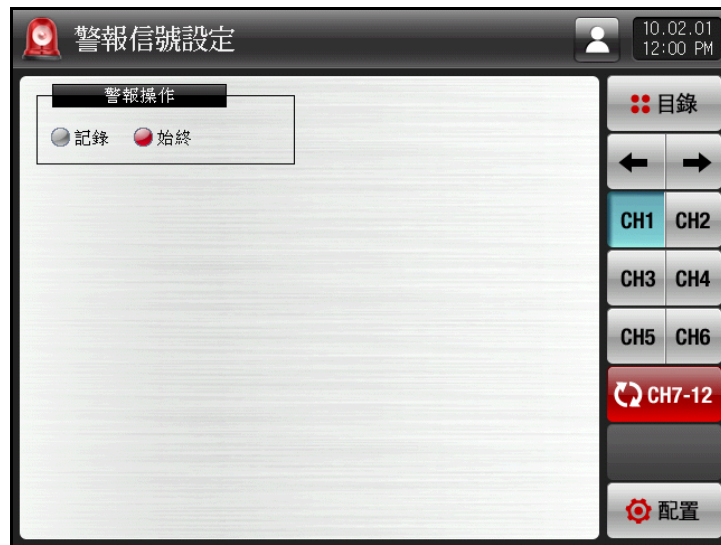 警報信號設定
10.02.01
12:00 PM
警報操作
記錄 始終
目錄
CH1 CH2
CH3 CH4
CH5 CH6
CH7-12
配置